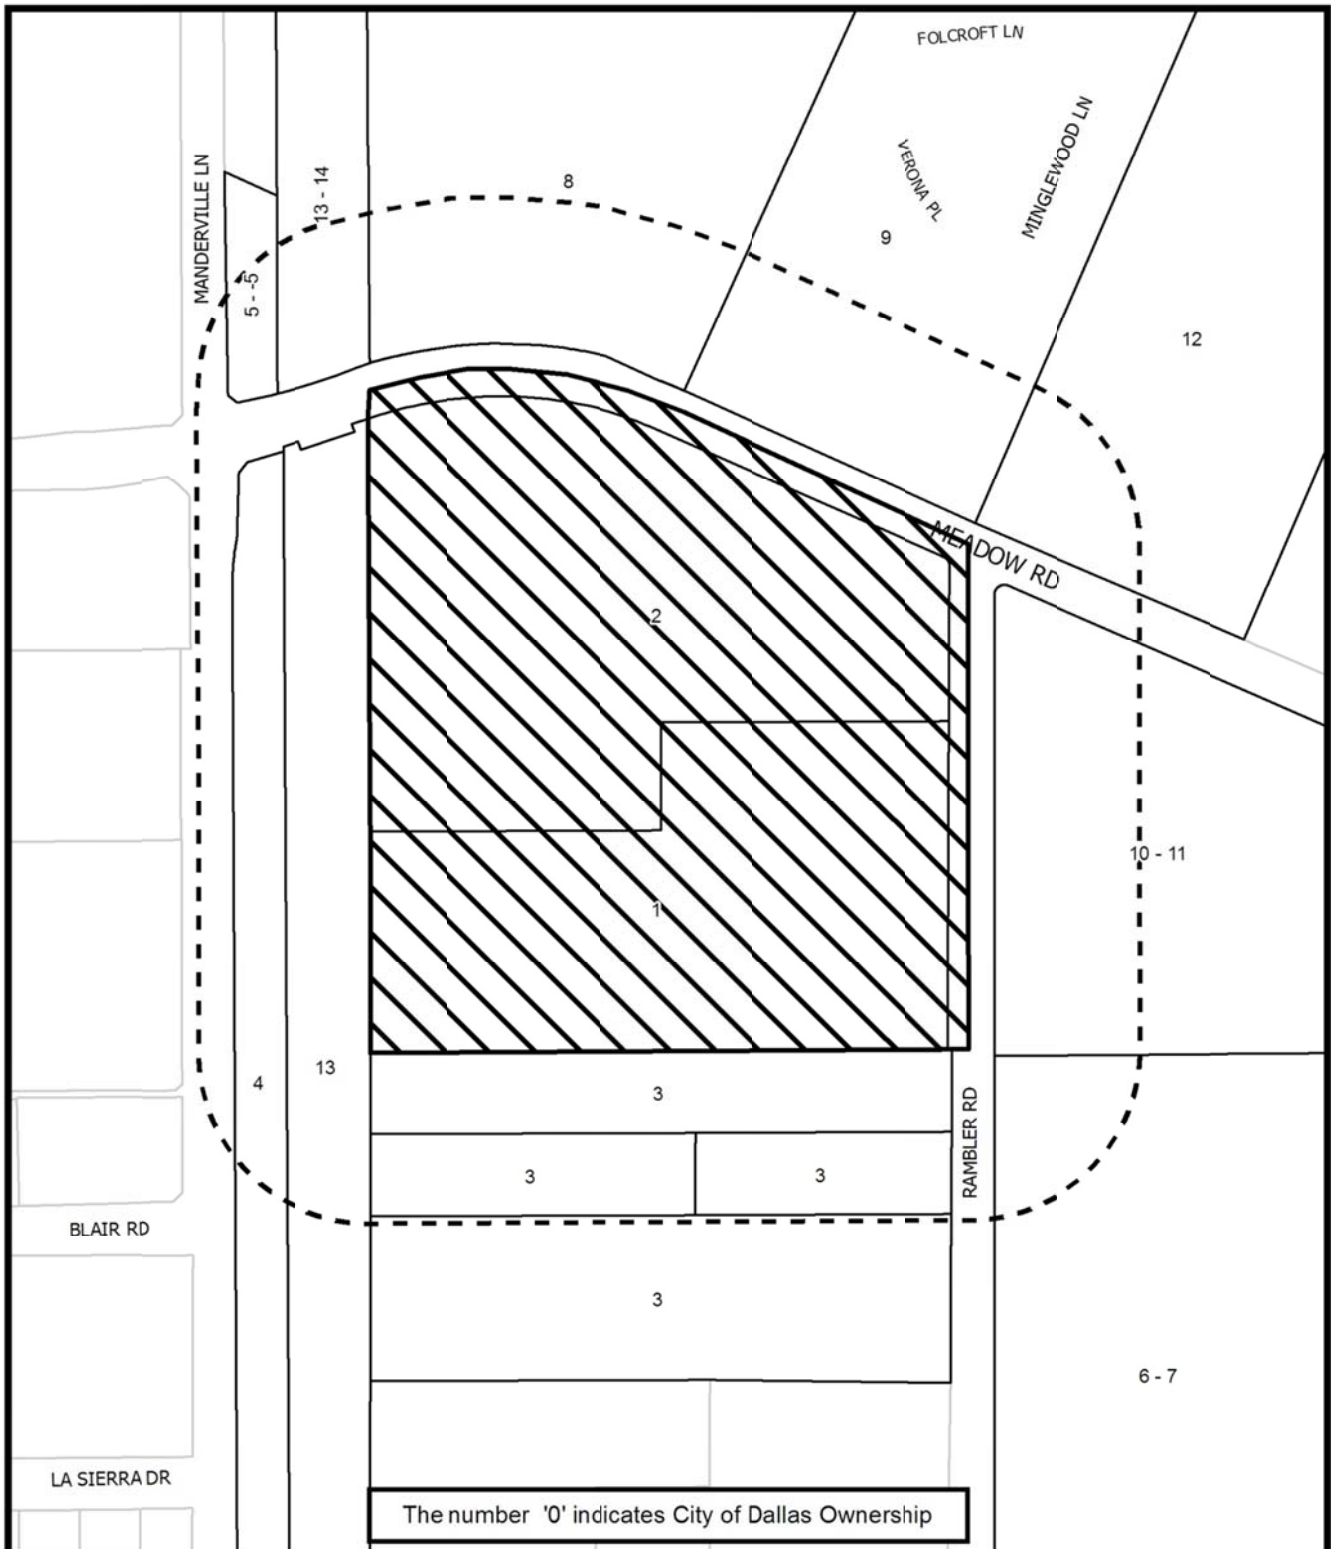 FOLCROFT LN
MANDERVILLE LN
13 - 14
8
VERONA PL
MINGLEWOOD LN
9
5 - -5
12
MEADOW RD
2
10 - 11
1
4
13
3
RAMBLER RD
3
3
BLAIR RD
3
6 - 7
LA SIERRA DR
The number '0' indicates City of Dallas Ownership